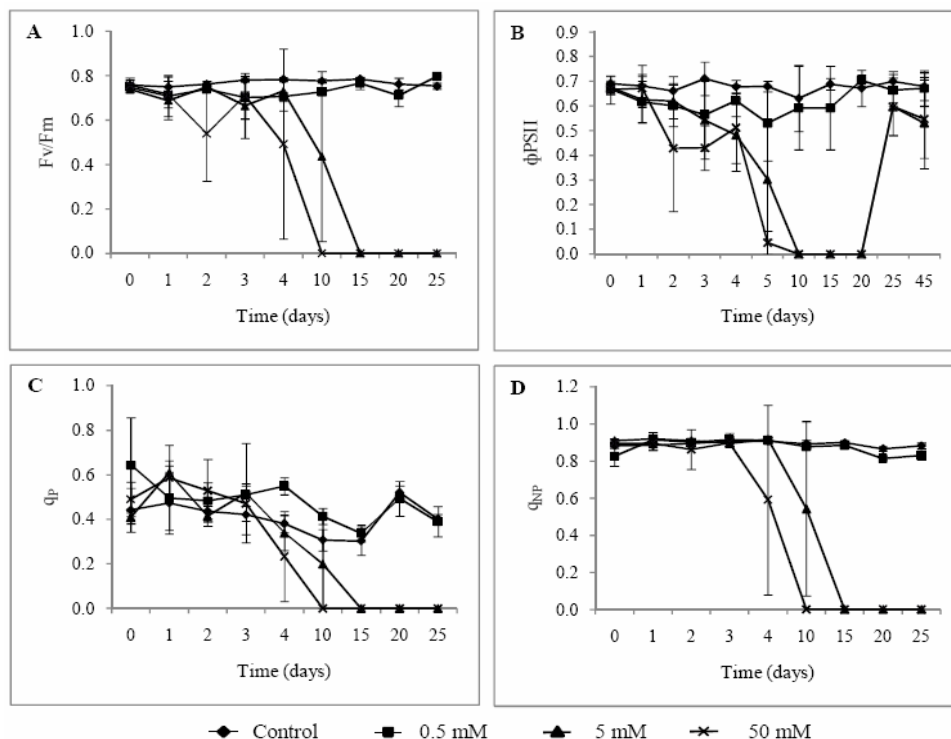 A
Fv/Fm
1.0
0.8
0.6
0.4
0.2
0.0
0 1 2 3 4 10 15 20 25
Time (days)
B
ϕPSII
0.9
0.8
0.7
0.6
0.5
0.4
0.3
0.2
0.1
0.0
0 1 2 3 4 5 10 15 20 25 45
Time (days)
C
qP
1.0
0.8
0.6
0.4
0.2
0.0
0 1 2 3 4 10 15 20 25
Time (days)
D
qNP
1.2
1.0
0.8
0.6
0.4
0.2
0.0
0 1 2 3 4 10 15 20 25
Time (days)
Control 0.5 mM 5 mM 50 mM